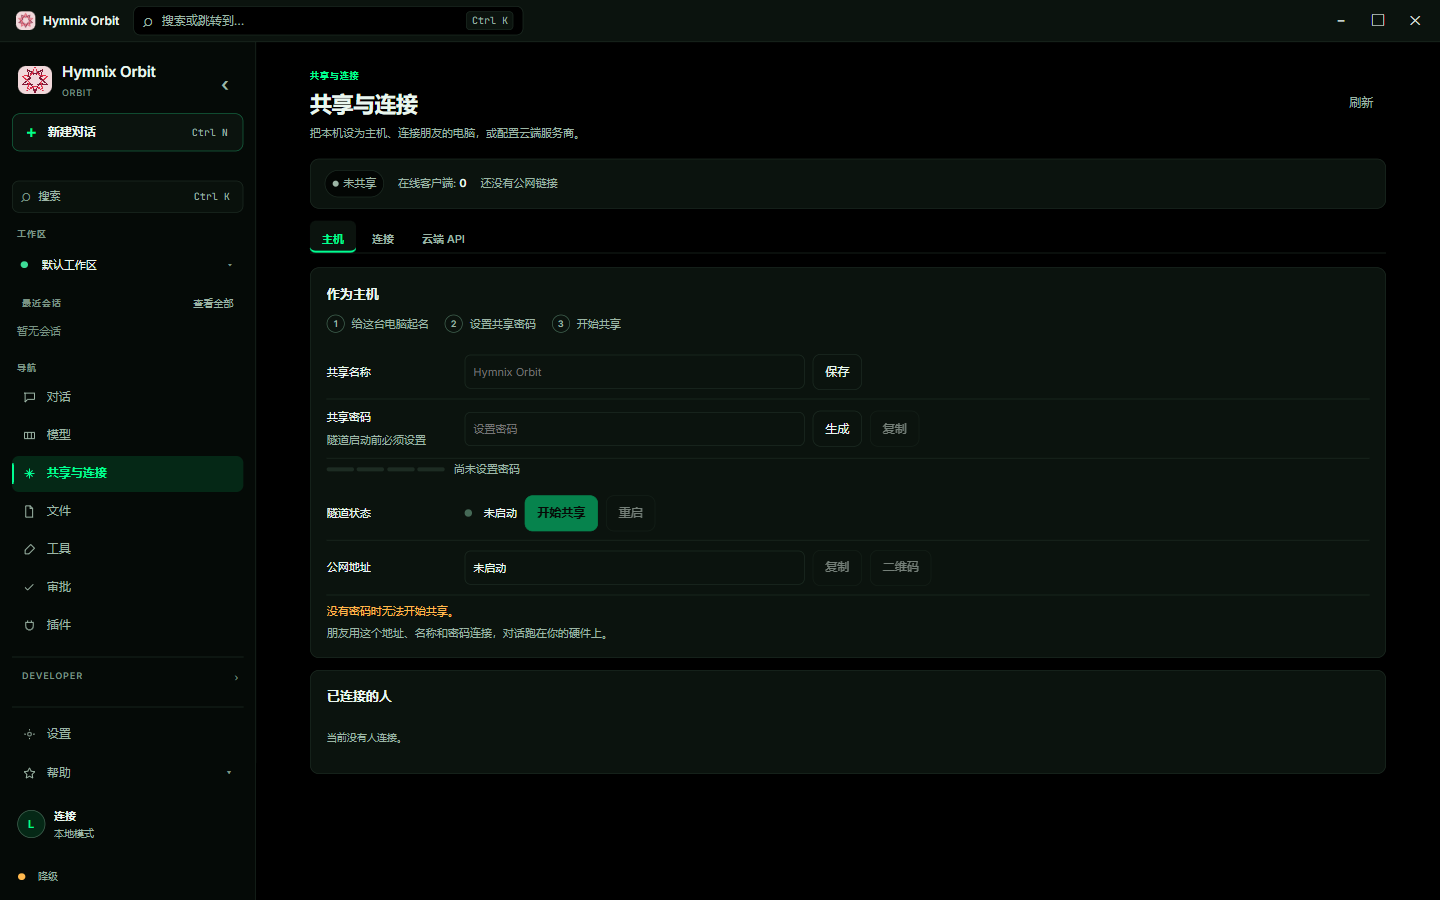 Hymnix Orbit
搜索或跳转到...
Ctrl K
Hymnix Orbit
ORBIT
新建对话
Ctrl N
搜索
Ctrl K
工作区
默认工作区
最近会话
查看全部
暂无会话
导航
对话
模型
共享与连接
文件
工具
审批
插件
DEVELOPER
设置
帮助
L
连接
本地模式
降级
共享与连接
共享与连接
刷新
把本机设为主机、连接朋友的电脑，或配置云端服务商。
未共享
在线客户端: 0
还没有公网链接
主机
连接
云端 API
作为主机
1 给这台电脑起名
2 设置共享密码
3 开始共享
共享名称
Hymnix Orbit
保存
共享密码
隧道启动前必须设置
设置密码
生成
复制
尚未设置密码
隧道状态
未启动
开始共享
重启
公网地址
未启动
复制
二维码
没有密码时无法开始共享。
朋友用这个地址、名称和密码连接，对话跑在你的硬件上。
已连接的人
当前没有人连接。